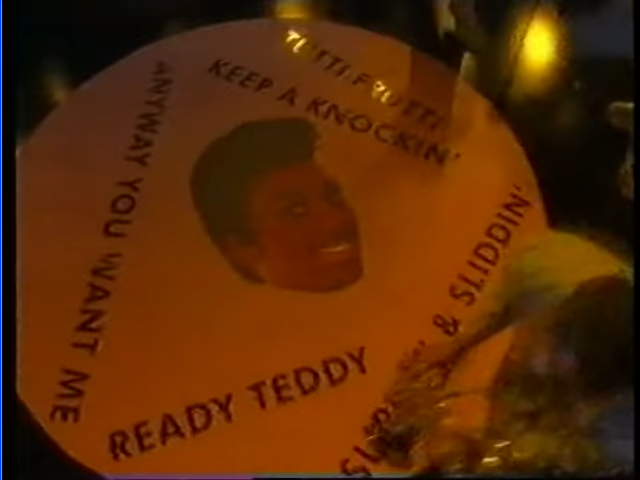 TUTTI FRUTTI
KEEP A KNOCKIN'
ANYWAY YOU WANT ME
READY TEDDY
& SLIDDIN'